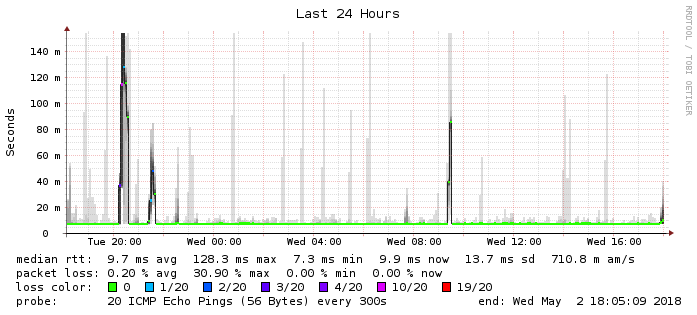 Last 24 Hours
RRDTOOL / TOBI OETIKER
Seconds
140 m
120 m
100 m
80 m
60 m
40 m
20 m
0
Tue 20:00 Wed 00:00 Wed 04:00 Wed 08:00 Wed 12:00 Wed 16:00
median rtt: 9.7 ms avg 128.3 ms max 7.3 ms min 9.9 ms now 13.7 ms sd 710.8 m am/s
packet loss: 0.20 % avg 30.90 % max 0.00 % min 0.00 % now
loss color: 0 1/20 2/20 3/20 4/20 10/20 19/20
probe: 20 ICMP Echo Pings (56 Bytes) every 300s end: Wed May 2 18:05:09 2018